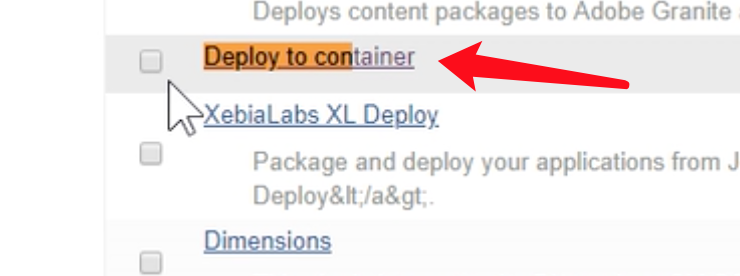 Deploys content packages to Adobe Granite
Deploy to container
XebiaLabs XL Deploy
Package and deploy your applications from J
Deploy&lt;/a&gt;.
Dimensions